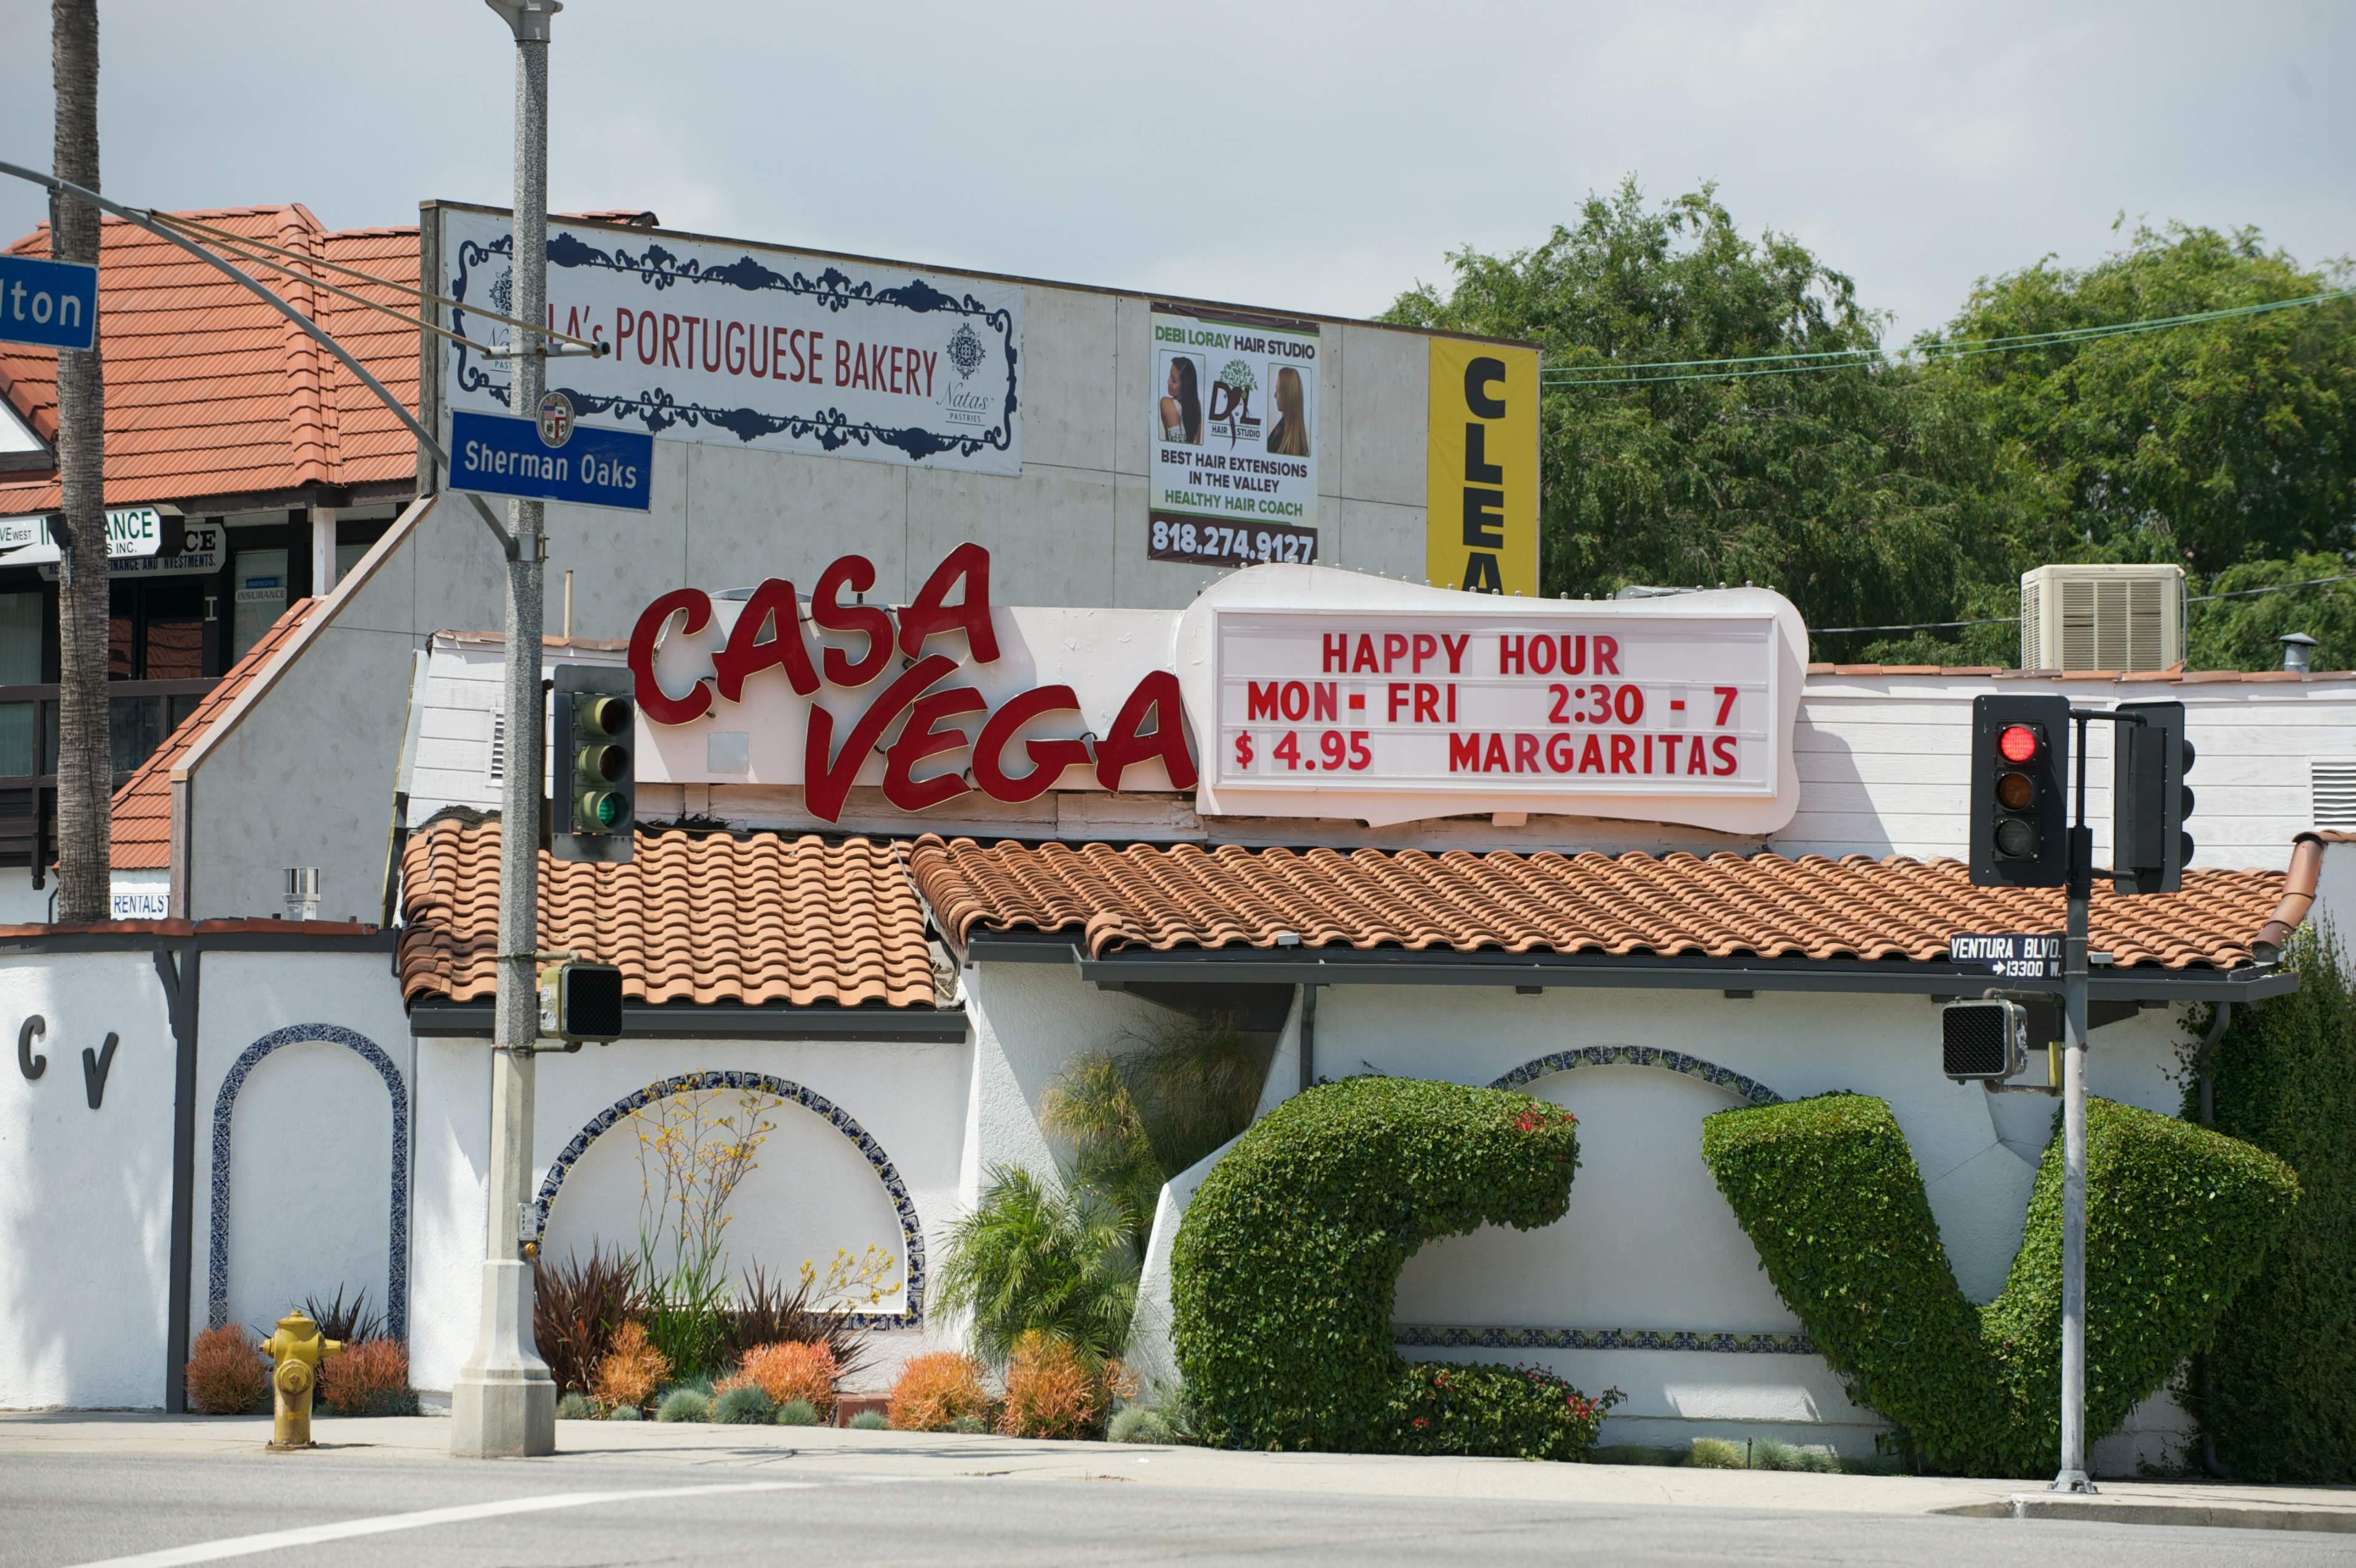 lton
Sherman Oaks
LA's PORTUGUESE BAKERY
Natas
PASTRIES
DEBI LORAY HAIR STUDIO
D L
HAIR STUDIO
BEST HAIR EXTENSIONS
IN THE VALLEY
HEALTHY HAIR COACH
818.274.9127
CLEA
ANCE
S INC.
CE
FINANCE AND INVESTMENTS.
INSURANCE
RENTALS
CASA
VEGA
HAPPY HOUR
MON - FRI 2:30 - 7
$ 4.95 MARGARITAS
VENTURA BLVD.
→13300 W.
C V
CV